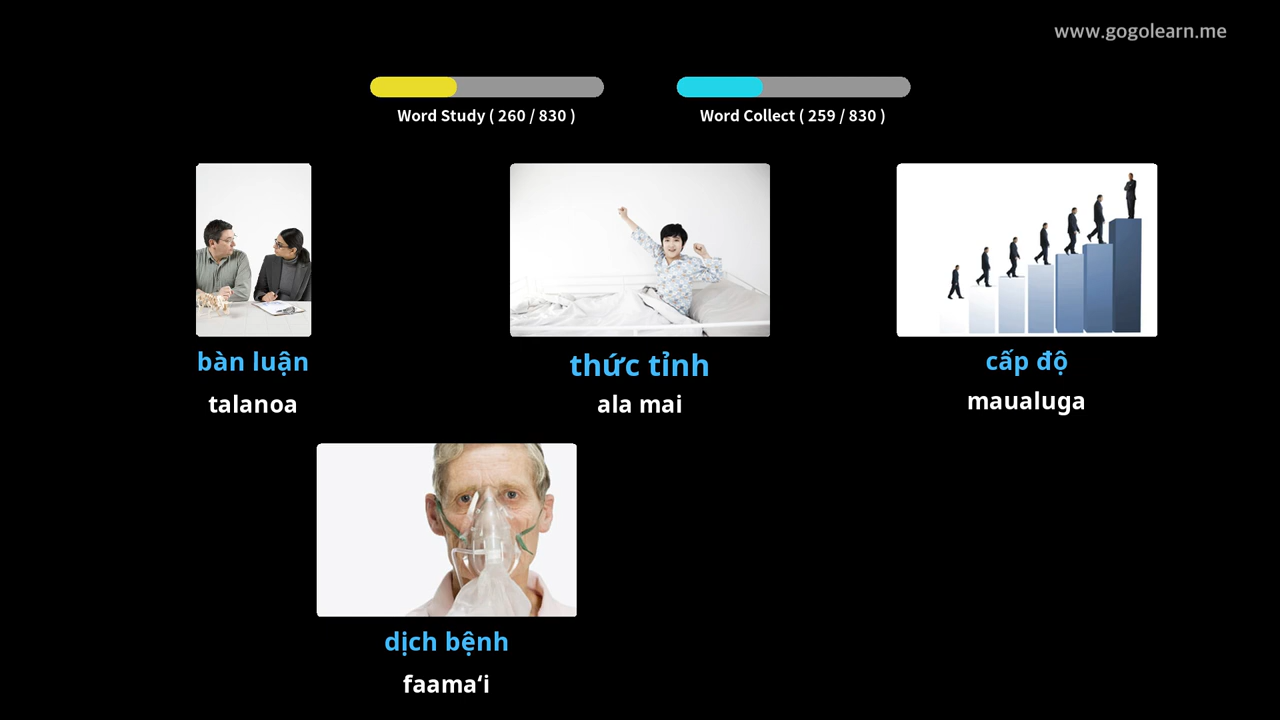 www.gogolearn.me
Word Study ( 260 / 830 )
Word Collect ( 259 / 830 )
bàn luận
talanoa
thức tỉnh
ala mai
cấp độ
maualuga
dịch bệnh
faamaʻi